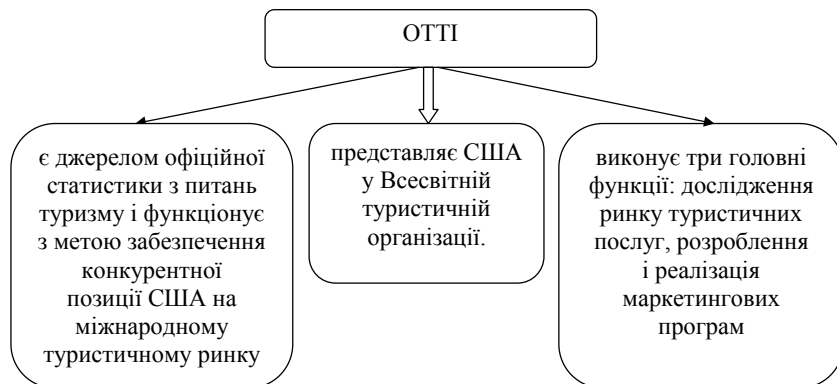 ОТТІ
є джерелом офіційної
статистики з питань
туризму і функціонує
з метою забезпечення
конкурентної
позиції США на
міжнародному
туристичному ринку
представляє США
у Всесвітній
туристичній
організації.
виконує три головні
функції: дослідження
ринку туристичних
послуг, розроблення
і реалізація
маркетингових
програм